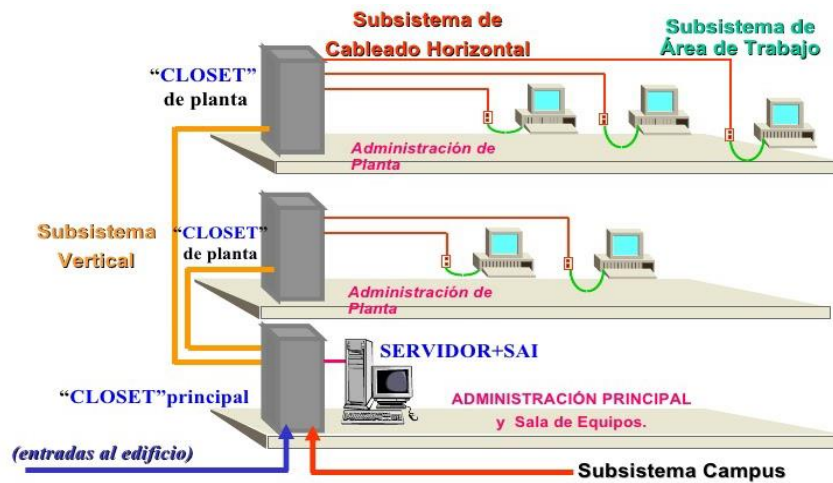 Subsistema de
Cableado Horizontal
Subsistema de
Área de Trabajo
“CLOSET”
de planta
Administración de
Planta
Subsistema
Vertical
“CLOSET”
de planta
Administración de
Planta
SERVIDOR+SAI
“CLOSET”principal
ADMINISTRACIÓN PRINCIPAL
y Sala de Equipos.
(entradas al edificio)
Subsistema Campus